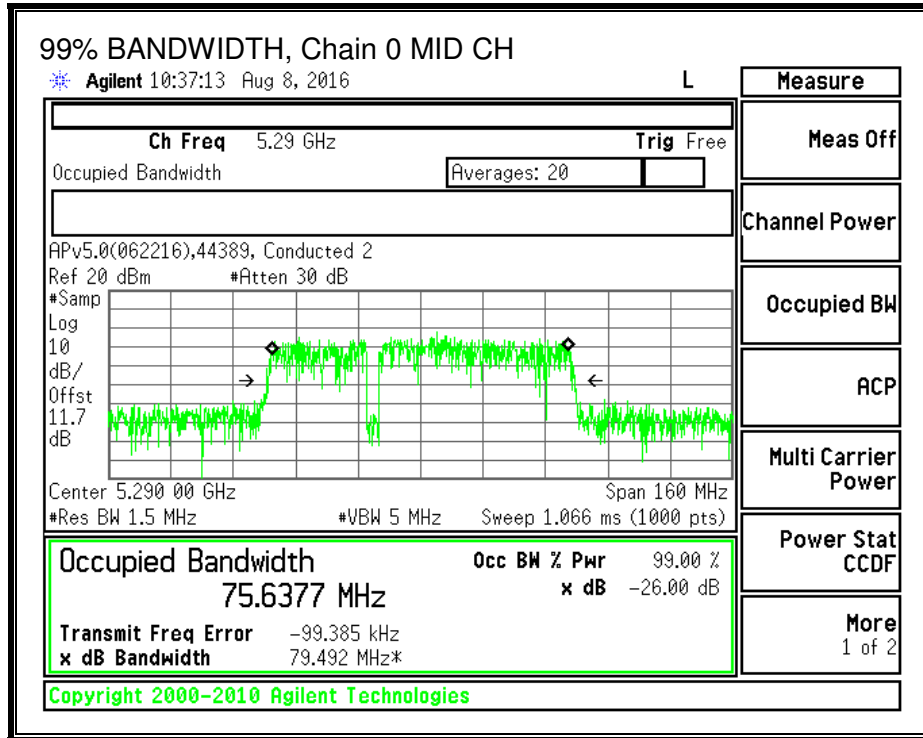 99% BANDWIDTH, Chain 0 MID CH
Agilent 10:37:13 Aug 8, 2016 L
Measure
Ch Freq 5.29 GHz Trig Free
Meas Off
Occupied Bandwidth Averages: 20
Channel Power
APv5.0(062216),44389, Conducted 2
Ref 20 dBm #Atten 30 dB
#Samp
Log
10
dB/
Offst
11.7
dB
Occupied BW
ACP
Center 5.290 00 GHz Span 160 MHz
#Res BW 1.5 MHz #VBW 5 MHz Sweep 1.066 ms (1000 pts)
Multi Carrier
Power
Occupied Bandwidth Occ BW % Pwr 99.00 %
75.6377 MHz x dB -26.00 dB
Power Stat
CCDF
Transmit Freq Error -99.385 kHz
x dB Bandwidth 79.492 MHz*
More
1 of 2
Copyright 2000-2010 Agilent Technologies